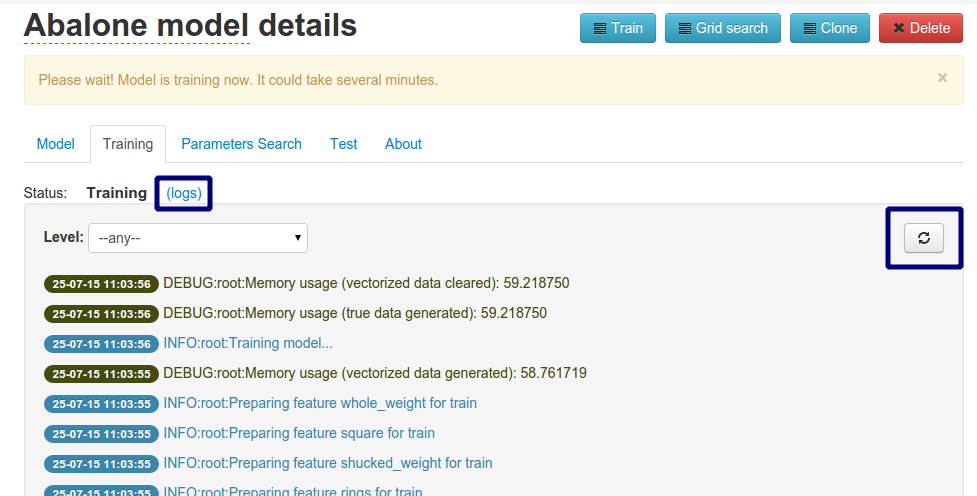 Abalone model details
Train
Grid search
Clone
Delete
Please wait! Model is training now. It could take several minutes.
Model Training Parameters Search Test About
Status: Training (logs)
Level: --any--
25-07-15 11:03:56 DEBUG:root:Memory usage (vectorized data cleared): 59.218750
25-07-15 11:03:56 DEBUG:root:Memory usage (true data generated): 59.218750
25-07-15 11:03:56 INFO:root:Training model...
25-07-15 11:03:55 DEBUG:root:Memory usage (vectorized data generated): 58.761719
25-07-15 11:03:55 INFO:root:Preparing feature whole_weight for train
25-07-15 11:03:55 INFO:root:Preparing feature square for train
25-07-15 11:03:55 INFO:root:Preparing feature shucked_weight for train
25-07-15 11:03:55 INFO:root:Preparing feature rings for train